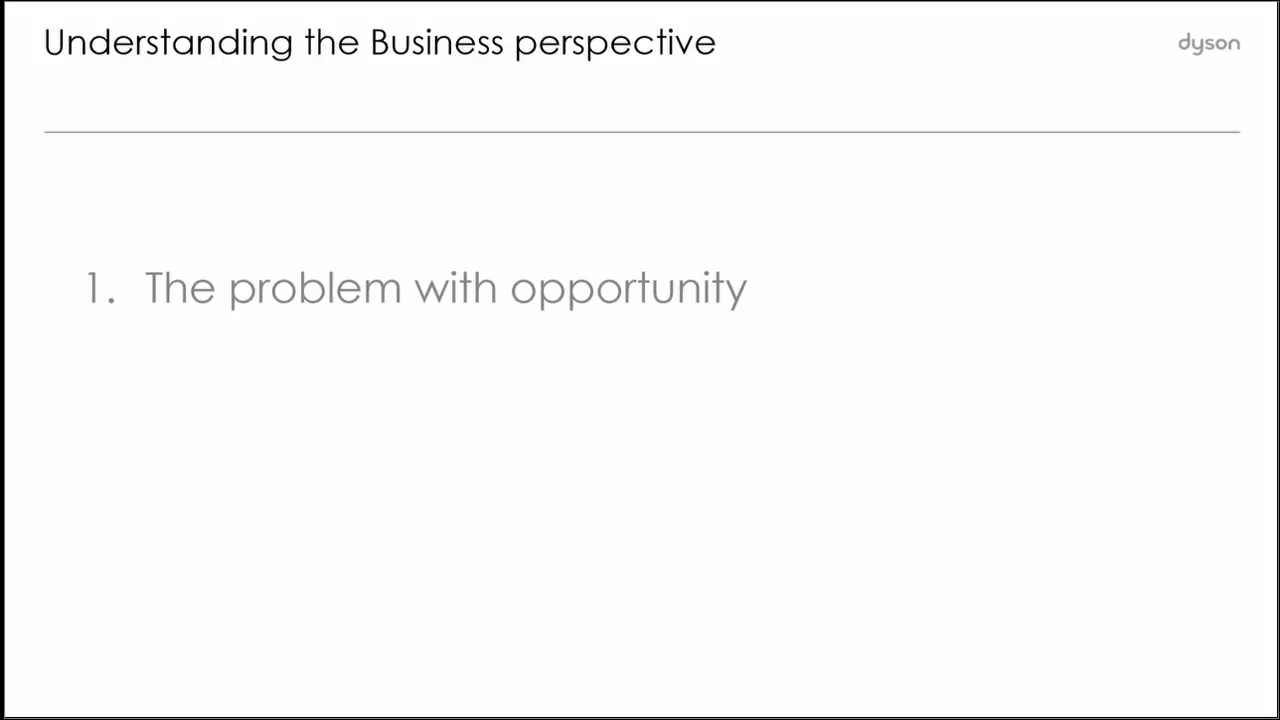 Understanding the Business perspective
dyson
1. The problem with opportunity